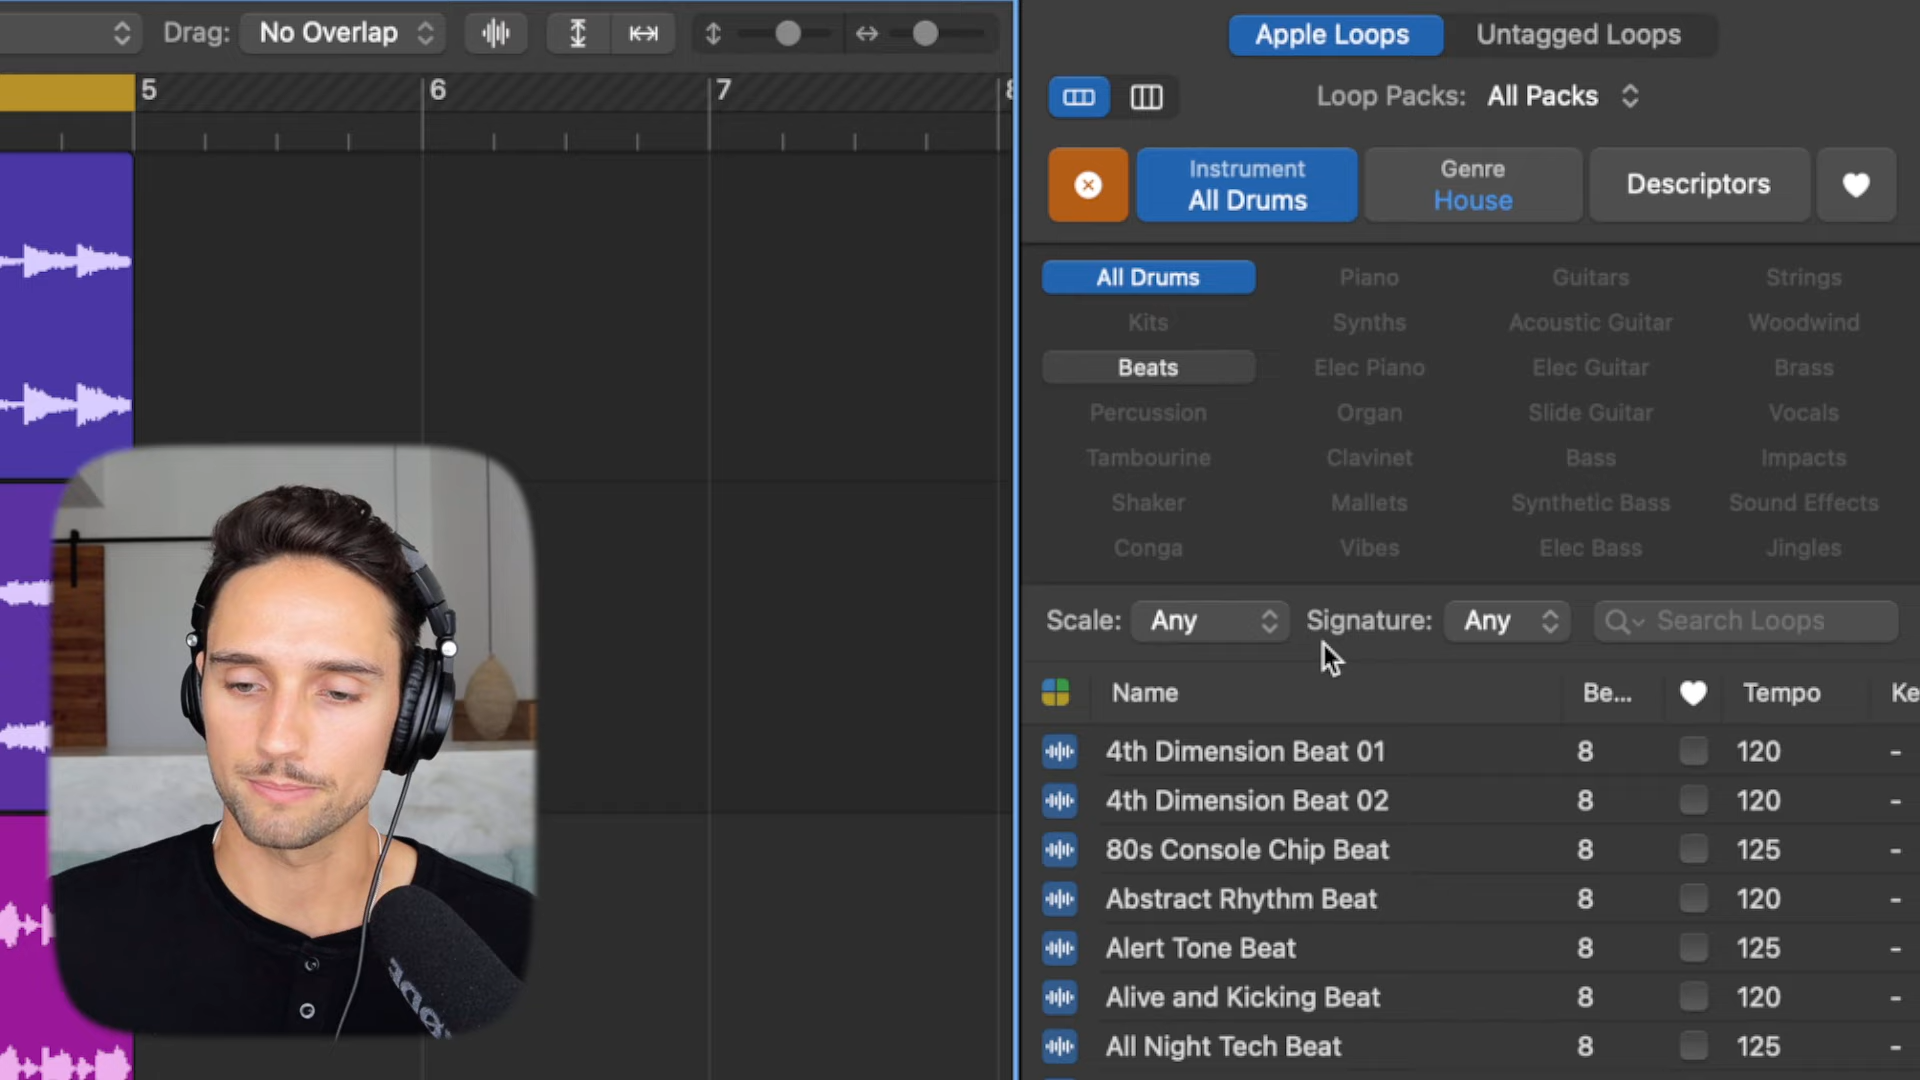 Drag: No Overlap
5 6 7 8
Apple Loops Untagged Loops
Loop Packs: All Packs
Instrument
All Drums
Genre
House
Descriptors
All Drums Piano Guitars Strings
Kits Synths Acoustic Guitar Woodwind
Beats Elec Piano Elec Guitar Brass
Percussion Organ Slide Guitar Vocals
Tambourine Clavinet Bass Impacts
Shaker Mallets Synthetic Bass Sound Effects
Conga Vibes Elec Bass Jingles
Scale: Any Signature: Any Search Loops
Name Be... Tempo Ke
4th Dimension Beat 01 8 120 -
4th Dimension Beat 02 8 120 -
80s Console Chip Beat 8 125 -
Abstract Rhythm Beat 8 120 -
Alert Tone Beat 8 125 -
Alive and Kicking Beat 8 120 -
All Night Tech Beat 8 125 -